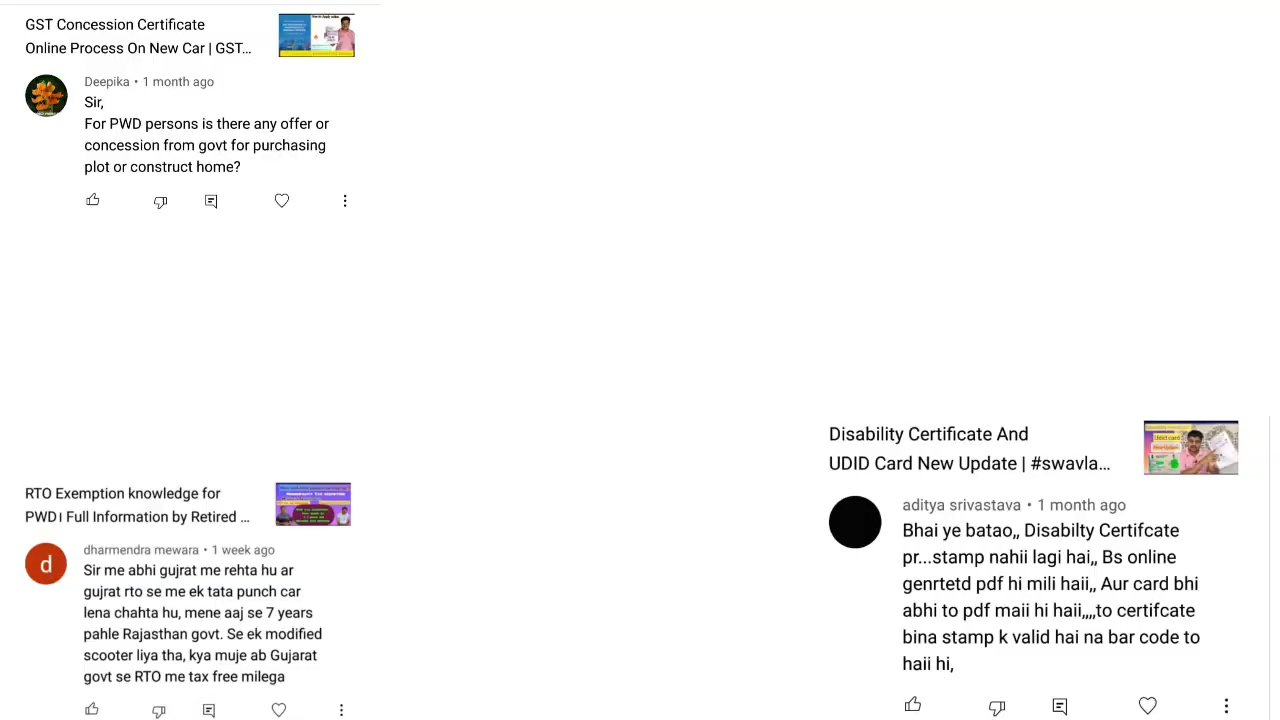 GST Concession Certificate
Online Process On New Car | GST...
Deepika • 1 month ago
Sir,
For PWD persons is there any offer or
concession from govt for purchasing
plot or construct home?
RTO Exemption knowledge for
PWD। Full Information by Retired ...
d
dharmendra mewara • 1 week ago
Sir me abhi gujrat me rehta hu ar
gujrat rto se me ek tata punch car
lena chahta hu, mene aaj se 7 years
pahle Rajasthan govt. Se ek modified
scooter liya tha, kya muje ab Gujarat
govt se RTO me tax free milega
Disability Certificate And
UDID Card New Update | #swavla...
aditya srivastava • 1 month ago
Bhai ye batao,, Disabilty Certifcate
pr...stamp nahii lagi hai,, Bs online
genrtetd pdf hi mili haii,, Aur card bhi
abhi to pdf maii hi haii,,,,to certifcate
bina stamp k valid hai na bar code to
haii hi,